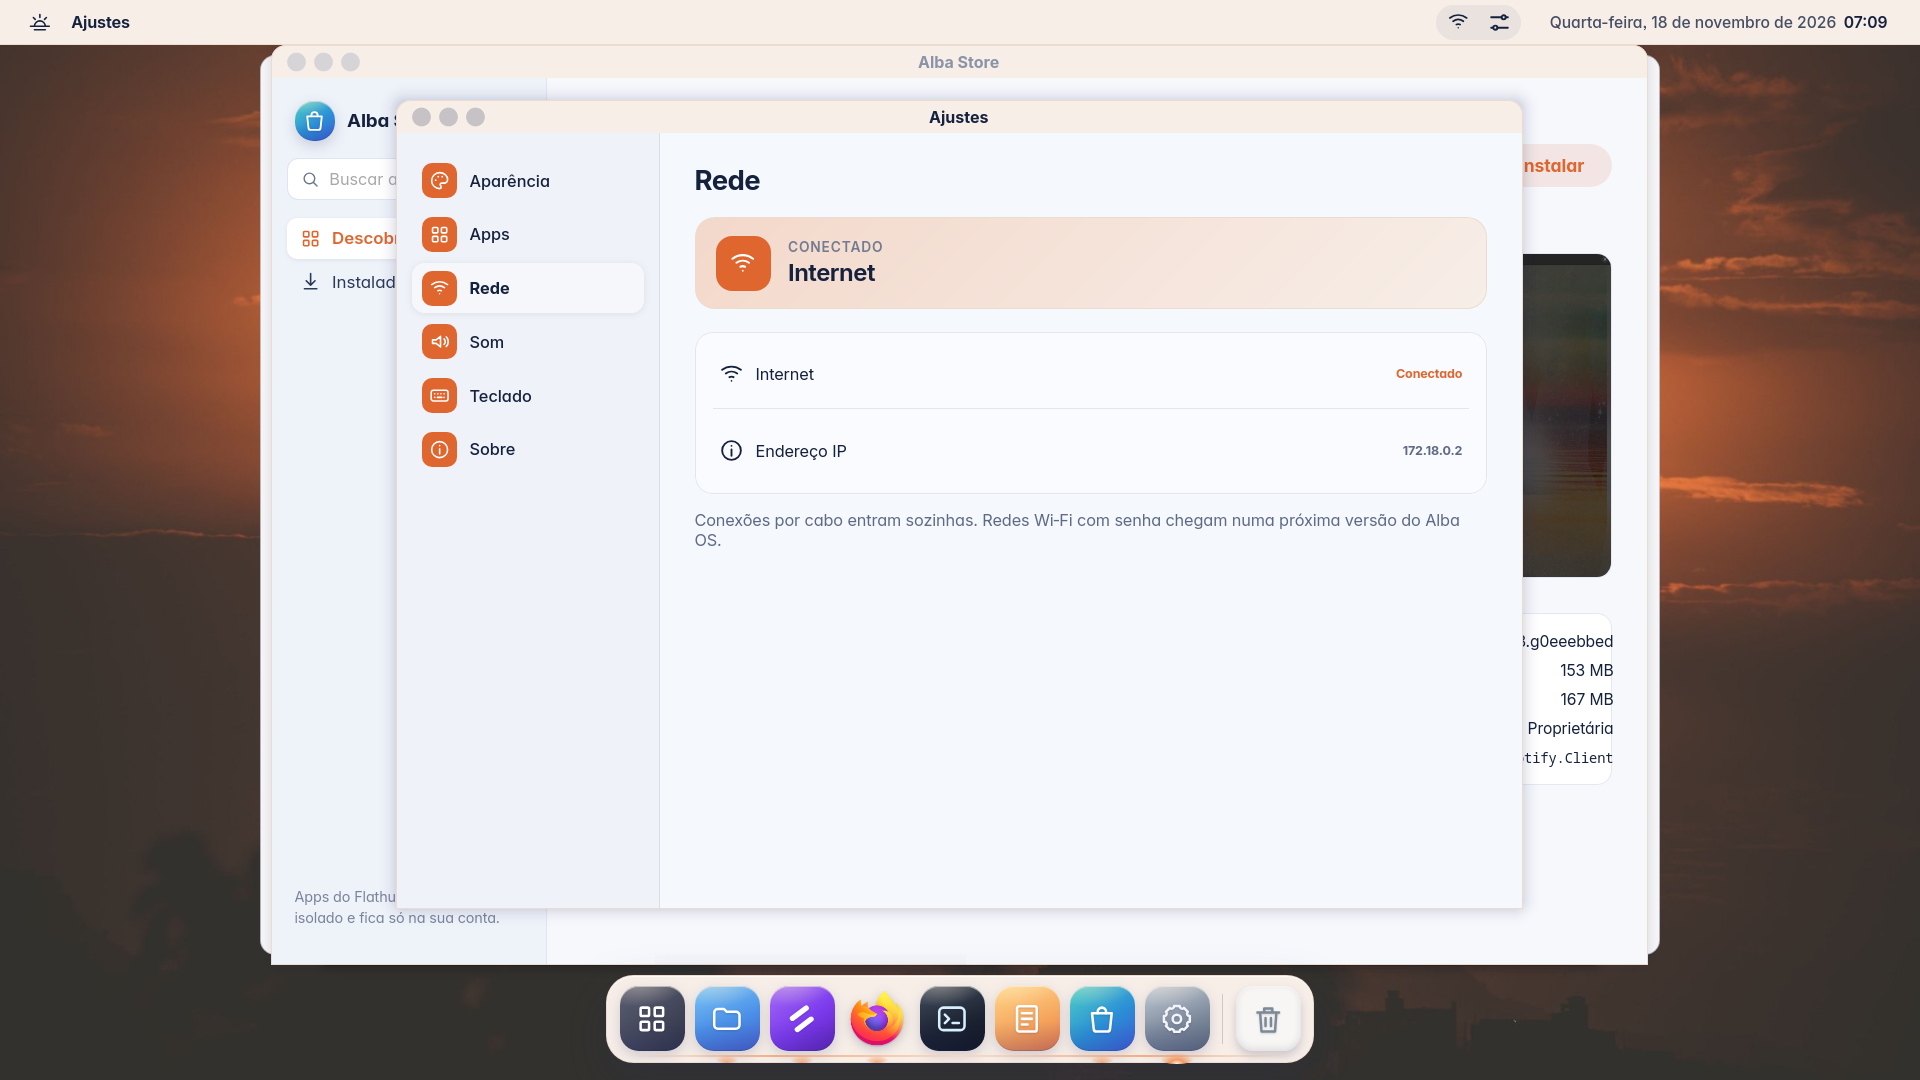 Ajustes
Quarta-feira, 18 de novembro de 2026 07:09
Alba Store
Alba
Ajustes
Buscar
Descobr
Instalad
Aparência
Apps
Rede
Som
Teclado
Sobre
Rede
CONECTADO
Internet
Internet
Conectado
Endereço IP
172.18.0.2
Conexões por cabo entram sozinhas. Redes Wi-Fi com senha chegam numa próxima versão do Alba
OS.
nstalar
.g0eeebbed
153 MB
167 MB
Proprietária
tify.Client
Apps do Flathu
isolado e fica só na sua conta.